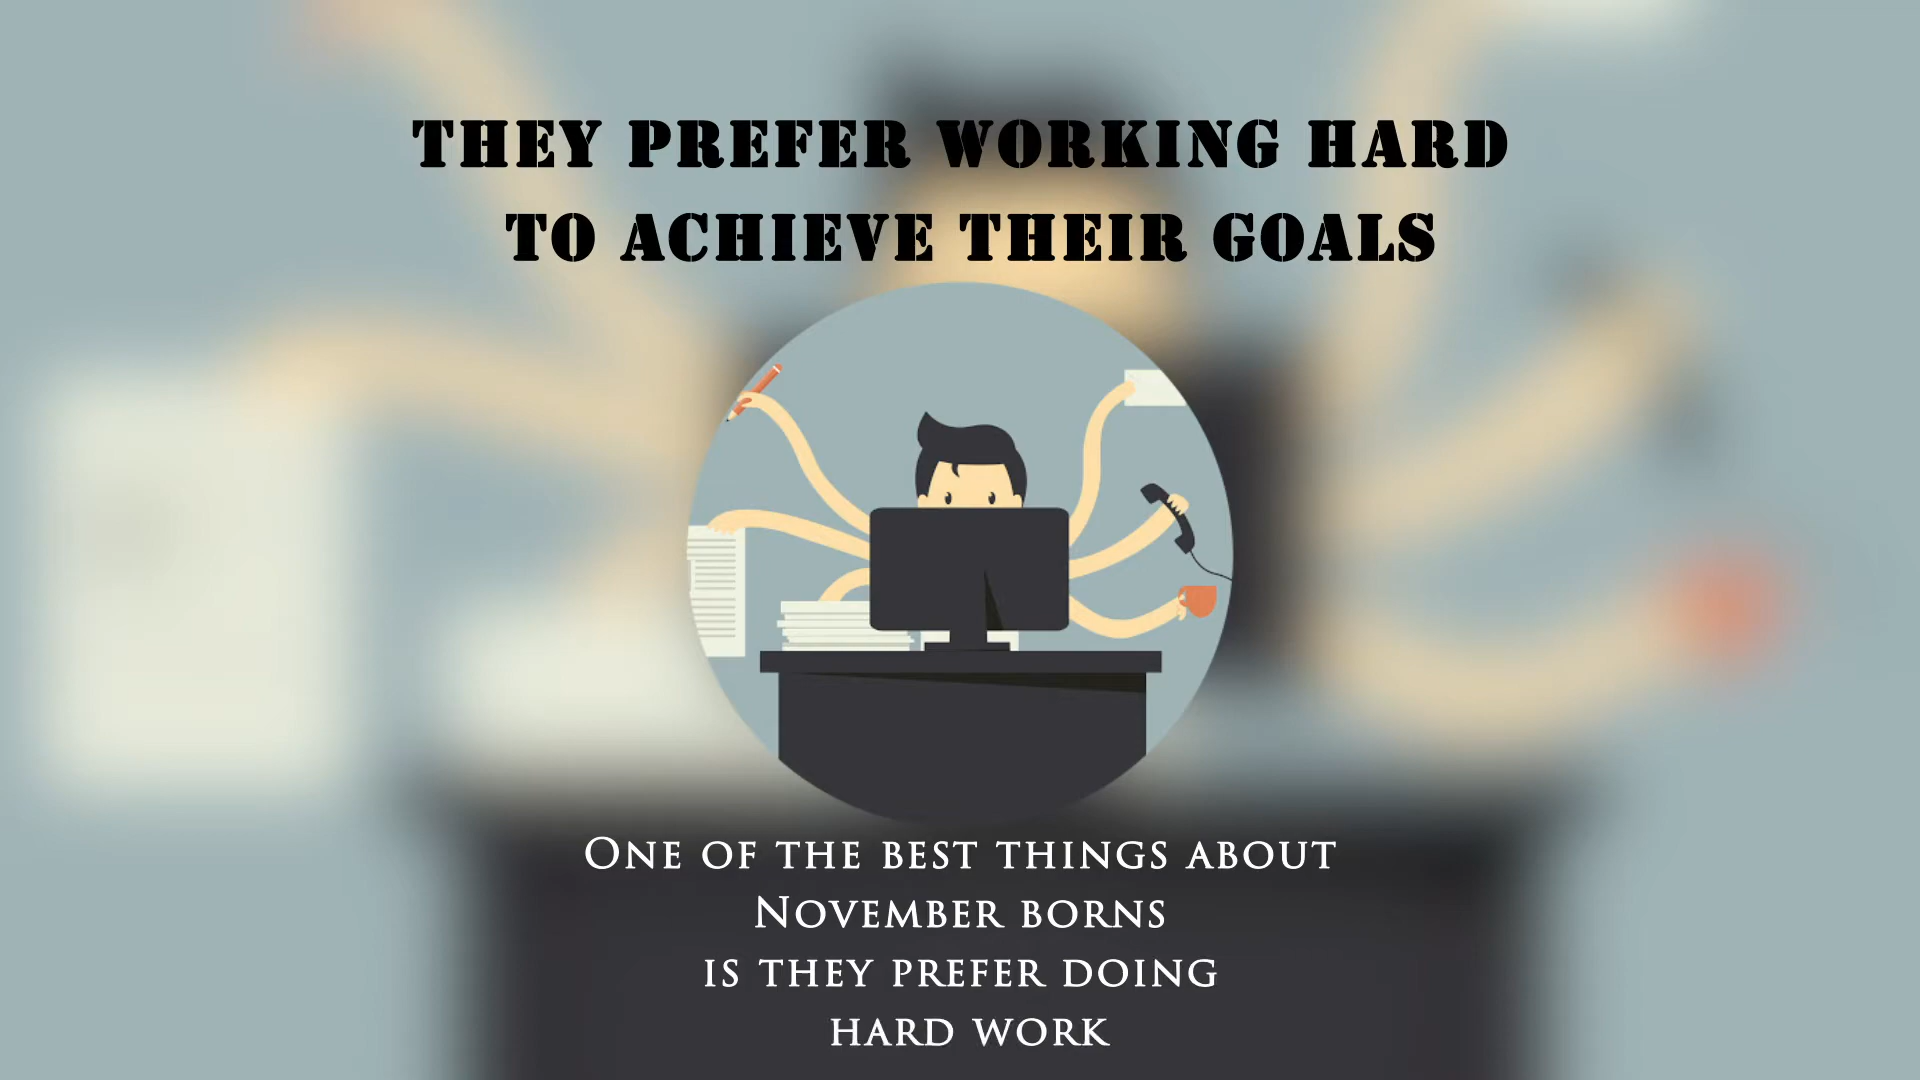 THEY PREFER WORKING HARD
TO ACHIEVE THEIR GOALS
One of the best things about
November borns
is they prefer doing
hard work